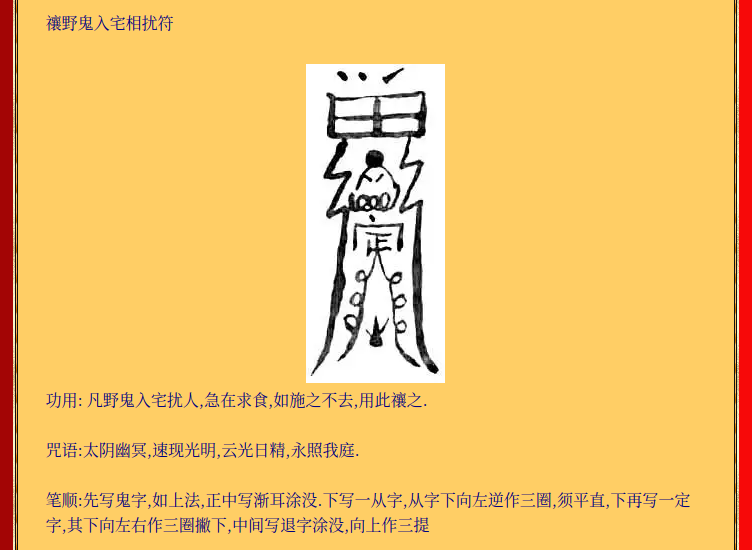 禳野鬼入宅相扰符
定
功用: 凡野鬼入宅扰人,急在求食,如施之不去,用此禳之.
咒语:太阴幽冥,速现光明,云光日精,永照我庭.
笔顺:先写鬼字,如上法,正中写渐耳涂没.下写一从字,从字下向左逆作三圈,须平直,下再写一定
字,其下向左右作三圈撇下,中间写退字涂没,向上作三提